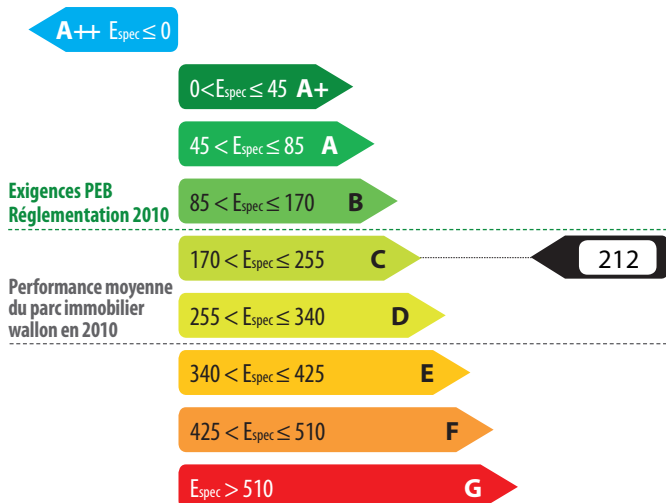 A++ Espec ≤ 0
0<Espec ≤ 45 A+
45 < Espec ≤ 85 A
Exigences PEB
Réglementation 2010
85 < Espec ≤ 170 B
170 < Espec ≤ 255 C
212
Performance moyenne
du parc immobilier
wallon en 2010
255 < Espec ≤ 340 D
340 < Espec ≤ 425 E
425 < Espec ≤ 510 F
Espec > 510 G